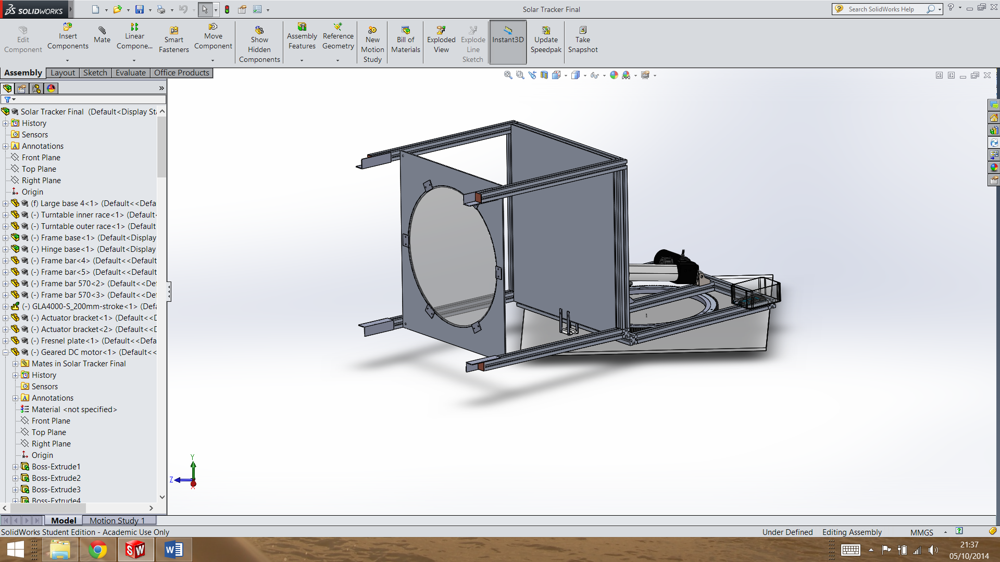 SOLIDWORKS
Solar Tracker Final
Search SolidWorks Help
Edit Component
Insert Components
Mate
Linear Compone...
Smart Fasteners
Move Component
Show Hidden Components
Assembly Features
Reference Geometry
New Motion Study
Bill of Materials
Exploded View
Explode Line Sketch
Instant3D
Update Speedpak
Take Snapshot
Assembly Layout Sketch Evaluate Office Products
Solar Tracker Final (Default<Display Sta
History
Sensors
Annotations
Front Plane
Top Plane
Right Plane
Origin
(f) Large base 4<1> (Default<<Defa
(-) Turntable inner race<1> (Default<
(-) Turntable outer race<1> (Default
(-) Frame base<1> (Default<Display
(-) Hinge base<1> (Default<Display
(-) Frame bar<4> (Default<<Default
(-) Frame bar<5> (Default<<Default
(-) Frame bar 570<2> (Default<<De
(-) Frame bar 570<3> (Default<<De
(-) GLA4000-S_200mm-stroke<1> (Defa
(-) Actuator bracket<1> (Default<<D
(-) Actuator bracket<2> (Default<<D
(-) Fresnel plate<1> (Default<<Defa
(-) Geared DC motor<1> (Default<<
Mates in Solar Tracker Final
History
Sensors
Annotations
Material <not specified>
Front Plane
Top Plane
Right Plane
Origin
Boss-Extrude1
Boss-Extrude2
Boss-Extrude3
Boss-Extrude4
Y
Z
X
Model Motion Study 1
SolidWorks Student Edition - Academic Use Only
Under Defined Editing Assembly MMGS
21:37
05/10/2014